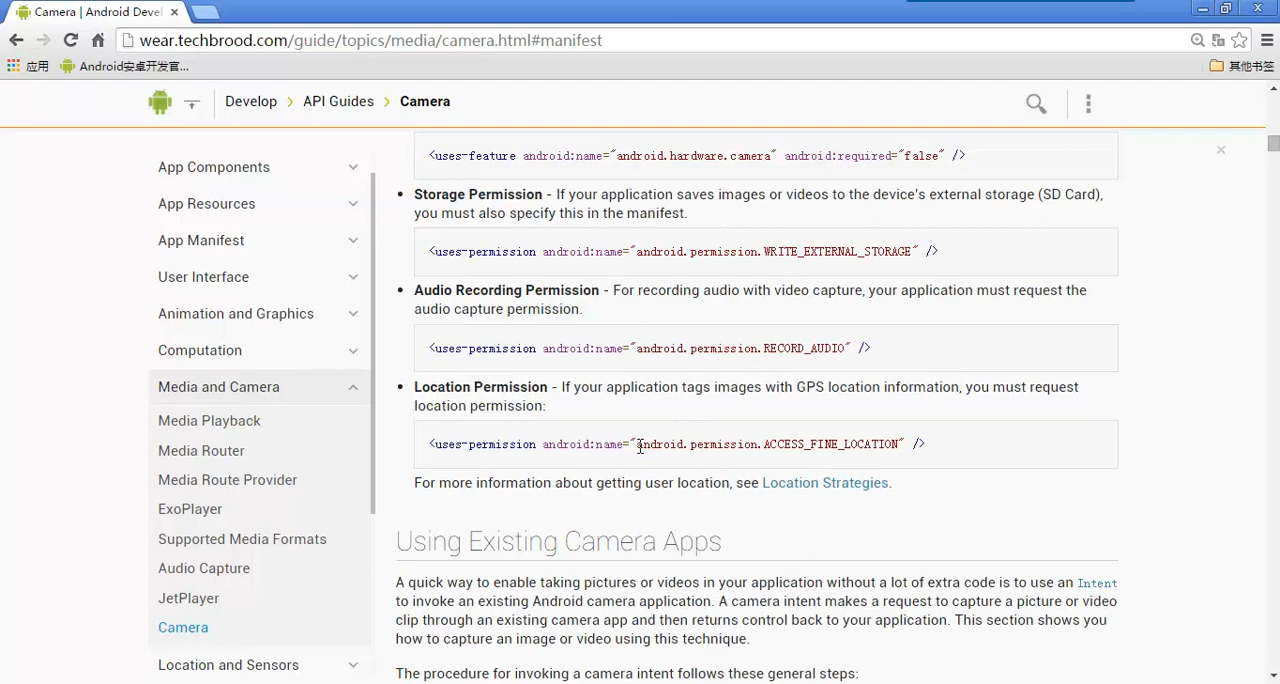 Camera | Android Deve
wear.techbrood.com/guide/topics/media/camera.html#manifest
应用
Android安卓开发官...
其他书签
Develop
API Guides
Camera
App Components
App Resources
App Manifest
User Interface
Animation and Graphics
Computation
Media and Camera
Media Playback
Media Router
Media Route Provider
ExoPlayer
Supported Media Formats
Audio Capture
JetPlayer
Camera
Location and Sensors
<uses-feature android:name="android.hardware.camera" android:required="false" />
Storage Permission - If your application saves images or videos to the device's external storage (SD Card),
you must also specify this in the manifest.
<uses-permission android:name="android.permission.WRITE_EXTERNAL_STORAGE" />
Audio Recording Permission - For recording audio with video capture, your application must request the
audio capture permission.
<uses-permission android:name="android.permission.RECORD_AUDIO" />
Location Permission - If your application tags images with GPS location information, you must request
location permission:
<uses-permission android:name="android.permission.ACCESS_FINE_LOCATION" />
For more information about getting user location, see Location Strategies.
Using Existing Camera Apps
A quick way to enable taking pictures or videos in your application without a lot of extra code is to use an Intent
to invoke an existing Android camera application. A camera intent makes a request to capture a picture or video
clip through an existing camera app and then returns control back to your application. This section shows you
how to capture an image or video using this technique.
The procedure for invoking a camera intent follows these general steps: